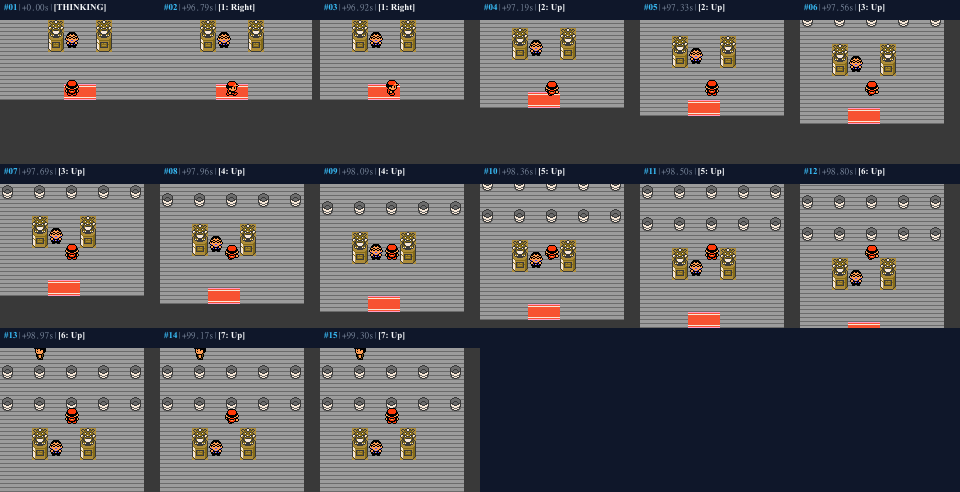 #01|+0.00s|[THINKING]
#02|+96.79s|[1: Right]
#03|+96.92s|[1: Right]
#04|+97.19s|[2: Up]
#05|+97.33s|[2: Up]
#06|+97.56s|[3: Up]
#07|+97.69s|[3: Up]
#08|+97.96s|[4: Up]
#09|+98.09s|[4: Up]
#10|+98.36s|[5: Up]
#11|+98.50s|[5: Up]
#12|+98.80s|[6: Up]
#13|+98.97s|[6: Up]
#14|+99.17s|[7: Up]
#15|+99.30s|[7: Up]